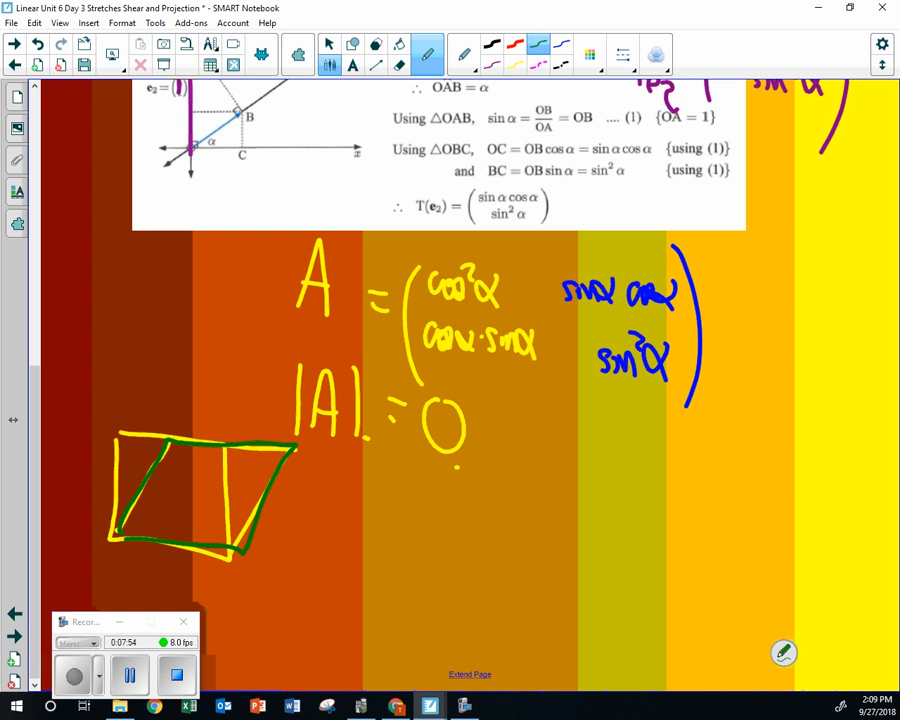 Linear Unit 6 Day 3 Stretches Shear and Projection * - SMART Notebook
File Edit View Insert Format Tools Add-ons Account Help
e₂=(
B
α
C
x
∴ OAB = α
Using △OAB, sin α = OB/OA = OB .... (1) {OA = 1}
Using △OBC, OC = OB cos α = sin α cos α {using (1)}
and BC = OB sin α = sin² α {using (1)}
∴ T(e₂) = (sin α cos α
sin² α)
sin α )
A = (cos²α sinα cosα
cosα·sinα sin²α)
|A| = 0
Recor...
Menu 0:07:54 8.0 fps
Extend Page
2:09 PM
9/27/2018